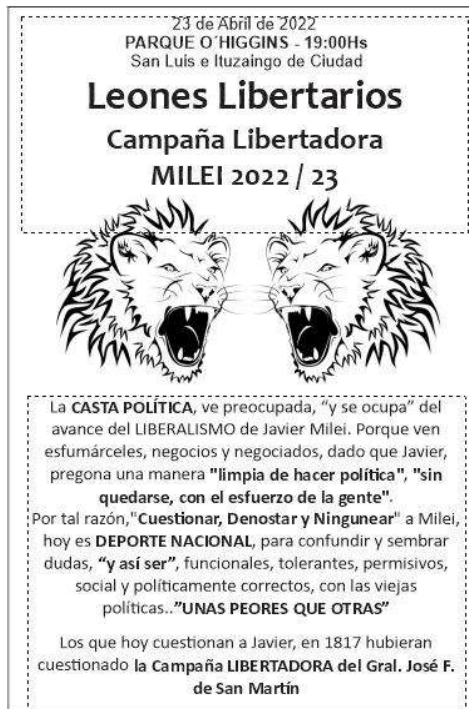 23 de Abril de 2022
PARQUE O´HIGGINS - 19:00Hs
San Luis e Ituzaingo de Ciudad
Leones Libertarios
Campaña Libertadora
MILEI 2022 / 23
La CASTA POLÍTICA, ve preocupada, “y se ocupa” del
avance del LIBERALISMO de Javier Milei. Porque ven
esfumárceles, negocios y negociados, dado que Javier,
pregona una manera "limpia de hacer política", "sin
quedarse, con el esfuerzo de la gente".
Por tal razón,"Cuestionar, Denostar y Ningunear" a Milei,
hoy es DEPORTE NACIONAL, para confundir y sembrar
dudas, “y así ser”, funcionales, tolerantes, permisivos,
social y políticamente correctos, con las viejas
políticas..”UNAS PEORES QUE OTRAS”
Los que hoy cuestionan a Javier, en 1817 hubieran
cuestionado la Campaña LIBERTADORA del Gral. José F.
de San Martín